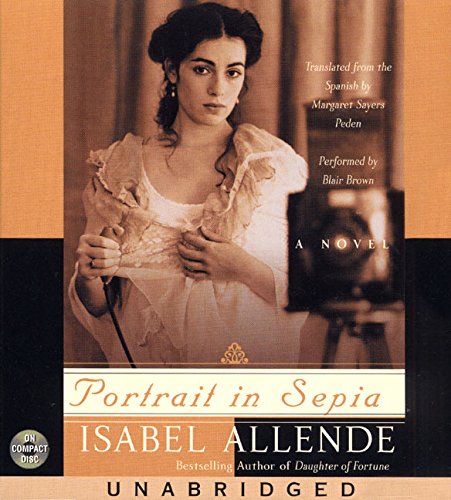 Translated from the
Spanish by
Margaret Sayers
Peden
Performed by
Blair Brown
A NOVEL
Portrait in Sepia
ON
COMPACT
DISC
ISABEL ALLENDE
Bestselling Author of Daughter of Fortune
UNABRIDGED